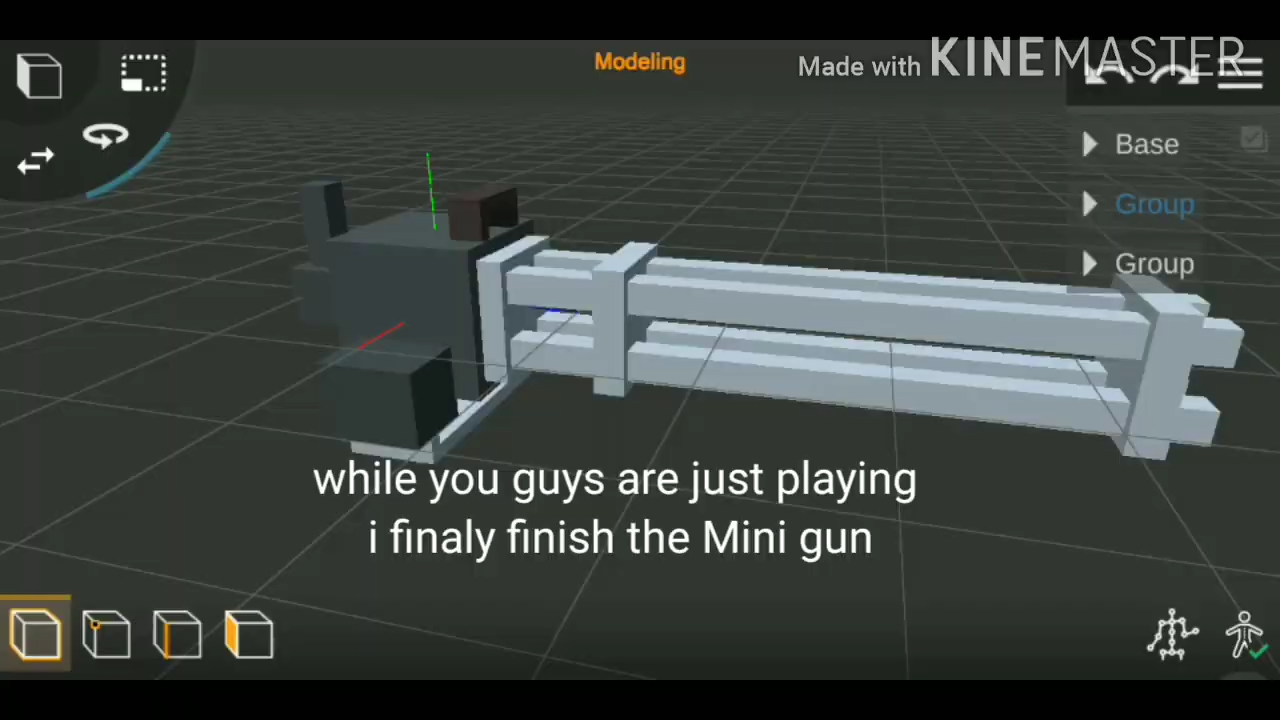 Modeling
Made with KINEMASTER
Base
Group
Group
while you guys are just playing
i finaly finish the Mini gun